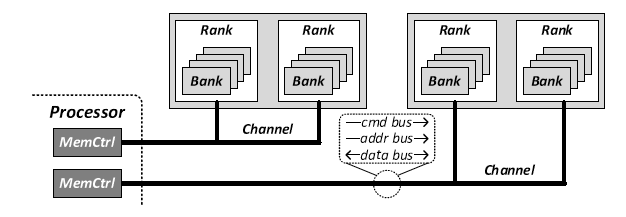 Rank
Rank
Rank
Rank
Bank
Bank
Bank
Bank
Processor
MemCtrl
Channel
cmd bus
addr bus
data bus
MemCtrl
Channel